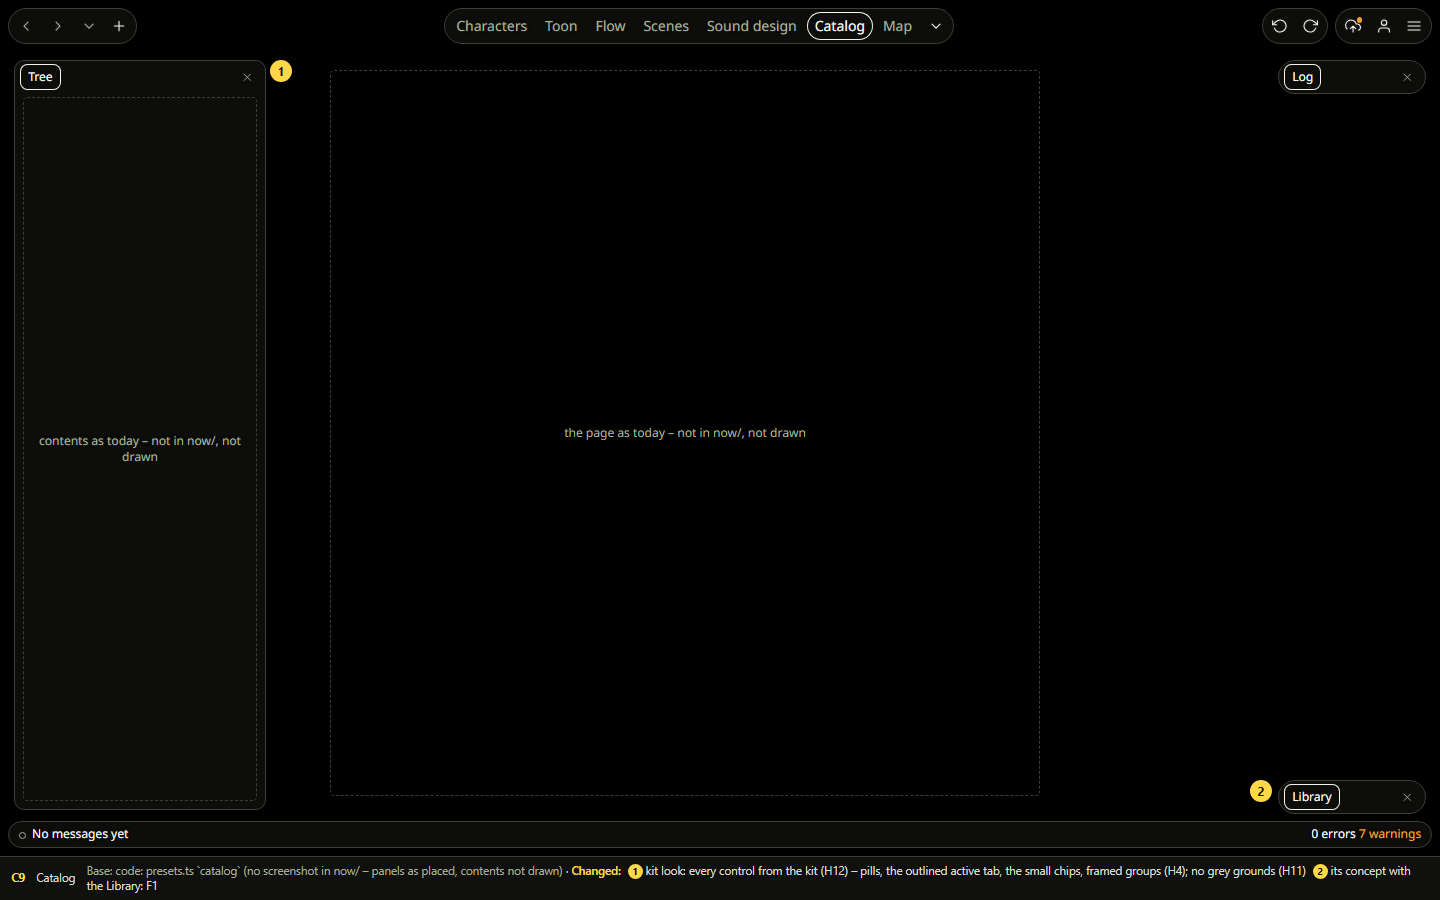 Characters Toon Flow Scenes Sound design Catalog Map
Tree
1
Log
contents as today – not in now/, not
drawn
the page as today – not in now/, not drawn
2
Library
No messages yet
0 errors 7 warnings
C9 Catalog
Base: code: presets.ts `catalog` (no screenshot in now/ – panels as placed, contents not drawn) · Changed: 1 kit look: every control from the kit (H12) – pills, the outlined active tab, the small chips, framed groups (H4); no grey grounds (H11) 2 its concept with
the Library: F1